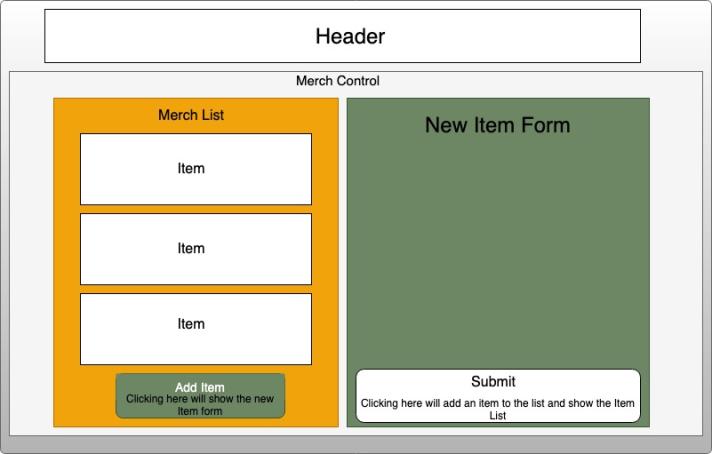 Header
Merch Control
Merch List
Item
Item
Item
Add Item
Clicking here will show the new
Item form
New Item Form
Submit
Clicking here will add an item to the list and show the Item
List